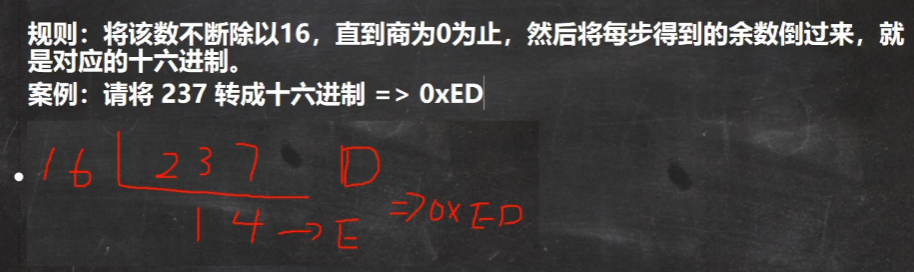 规则：将该数不断除以16，直到商为0为止，然后将每步得到的余数倒过来，就
是对应的十六进制。
案例：请将 237 转成十六进制 => 0xED
16 237 D
14 → E => 0x ED